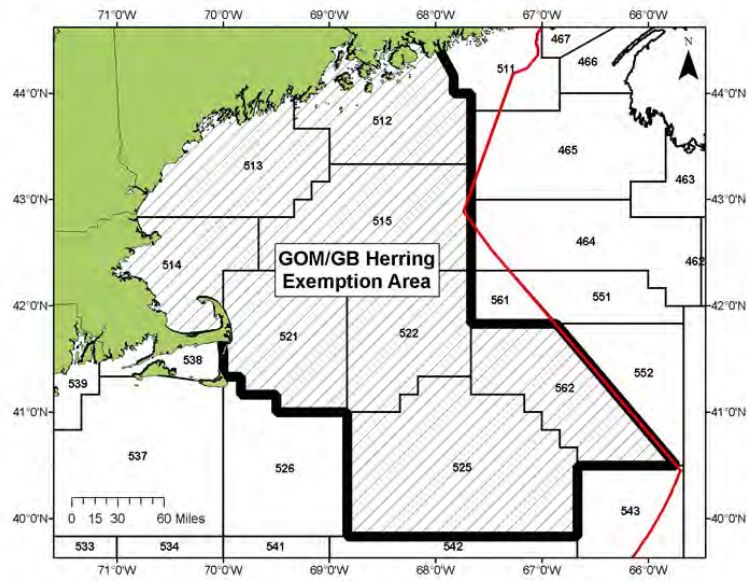 71°0'W 70°0'W 69°0'W 68°0'W 67°0'W 66°0'W
467
N
466
511
44°0'N
44°0'N
512
465
513
463
43°0'N
43°0'N
515
464
462
514
GOM/GB Herring
Exemption Area
42°0'N
42°0'N
561
551
521
522
538
539
562
552
41°0'N
41°0'N
537
526
525
543
0 15 30 60 Miles
40°0'N
40°0'N
533
534
541
542
71°0'W 70°0'W 69°0'W 68°0'W 67°0'W 66°0'W